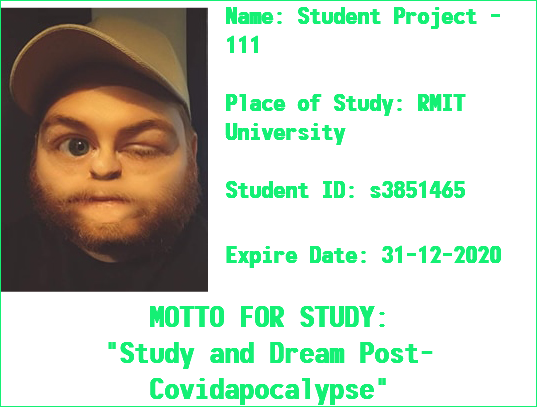 Name: Student Project -
111
Place of Study: RMIT
University
Student ID: s3851465
Expire Date: 31-12-2020
MOTTO FOR STUDY:
"Study and Dream Post-
Covidapocalypse"